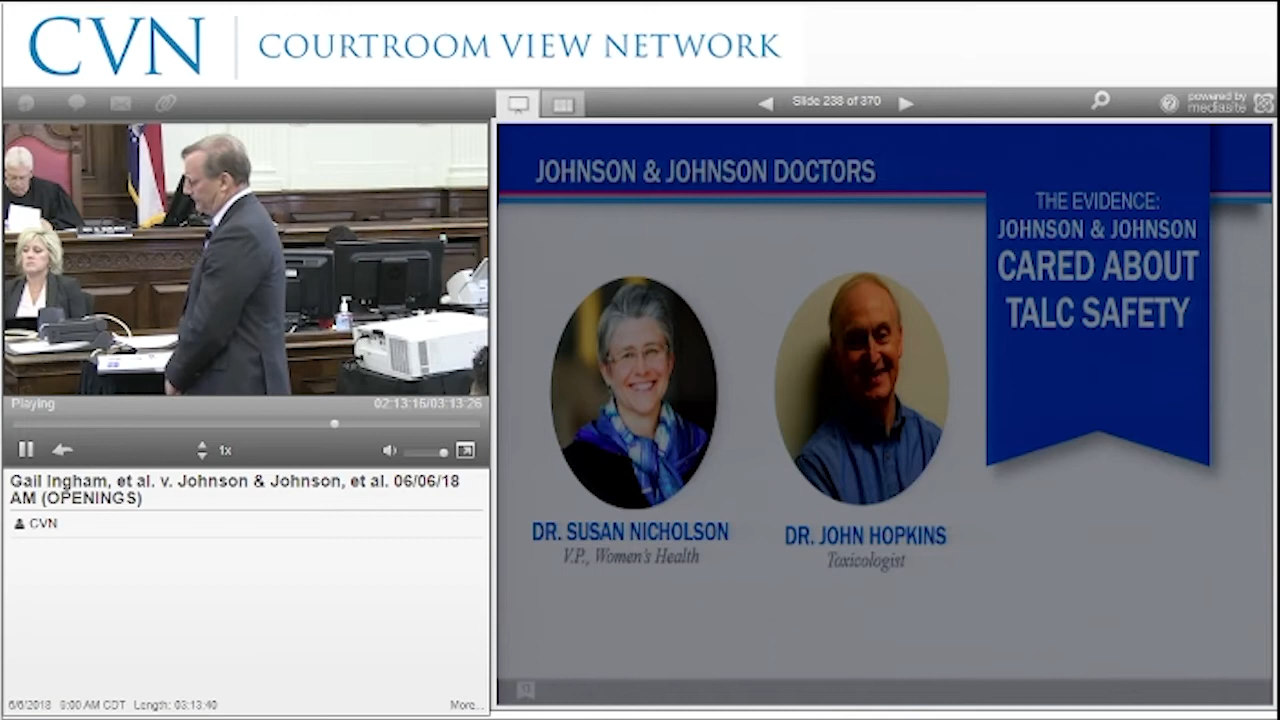 CVN
COURTROOM VIEW NETWORK
Slide 238 of 370
powered by
mediasite
JOHNSON & JOHNSON DOCTORS
THE EVIDENCE:
JOHNSON & JOHNSON
CARED ABOUT
TALC SAFETY
DR. SUSAN NICHOLSON
V.P., Women's Health
DR. JOHN HOPKINS
Toxicologist
Playing
02:13:16/03:13:26
1x
Gail Ingham, et al. v. Johnson & Johnson, et al. 06/06/18
AM (OPENINGS)
CVN
6/6/2018 9:00 AM CDT Length: 03:13:40
More...